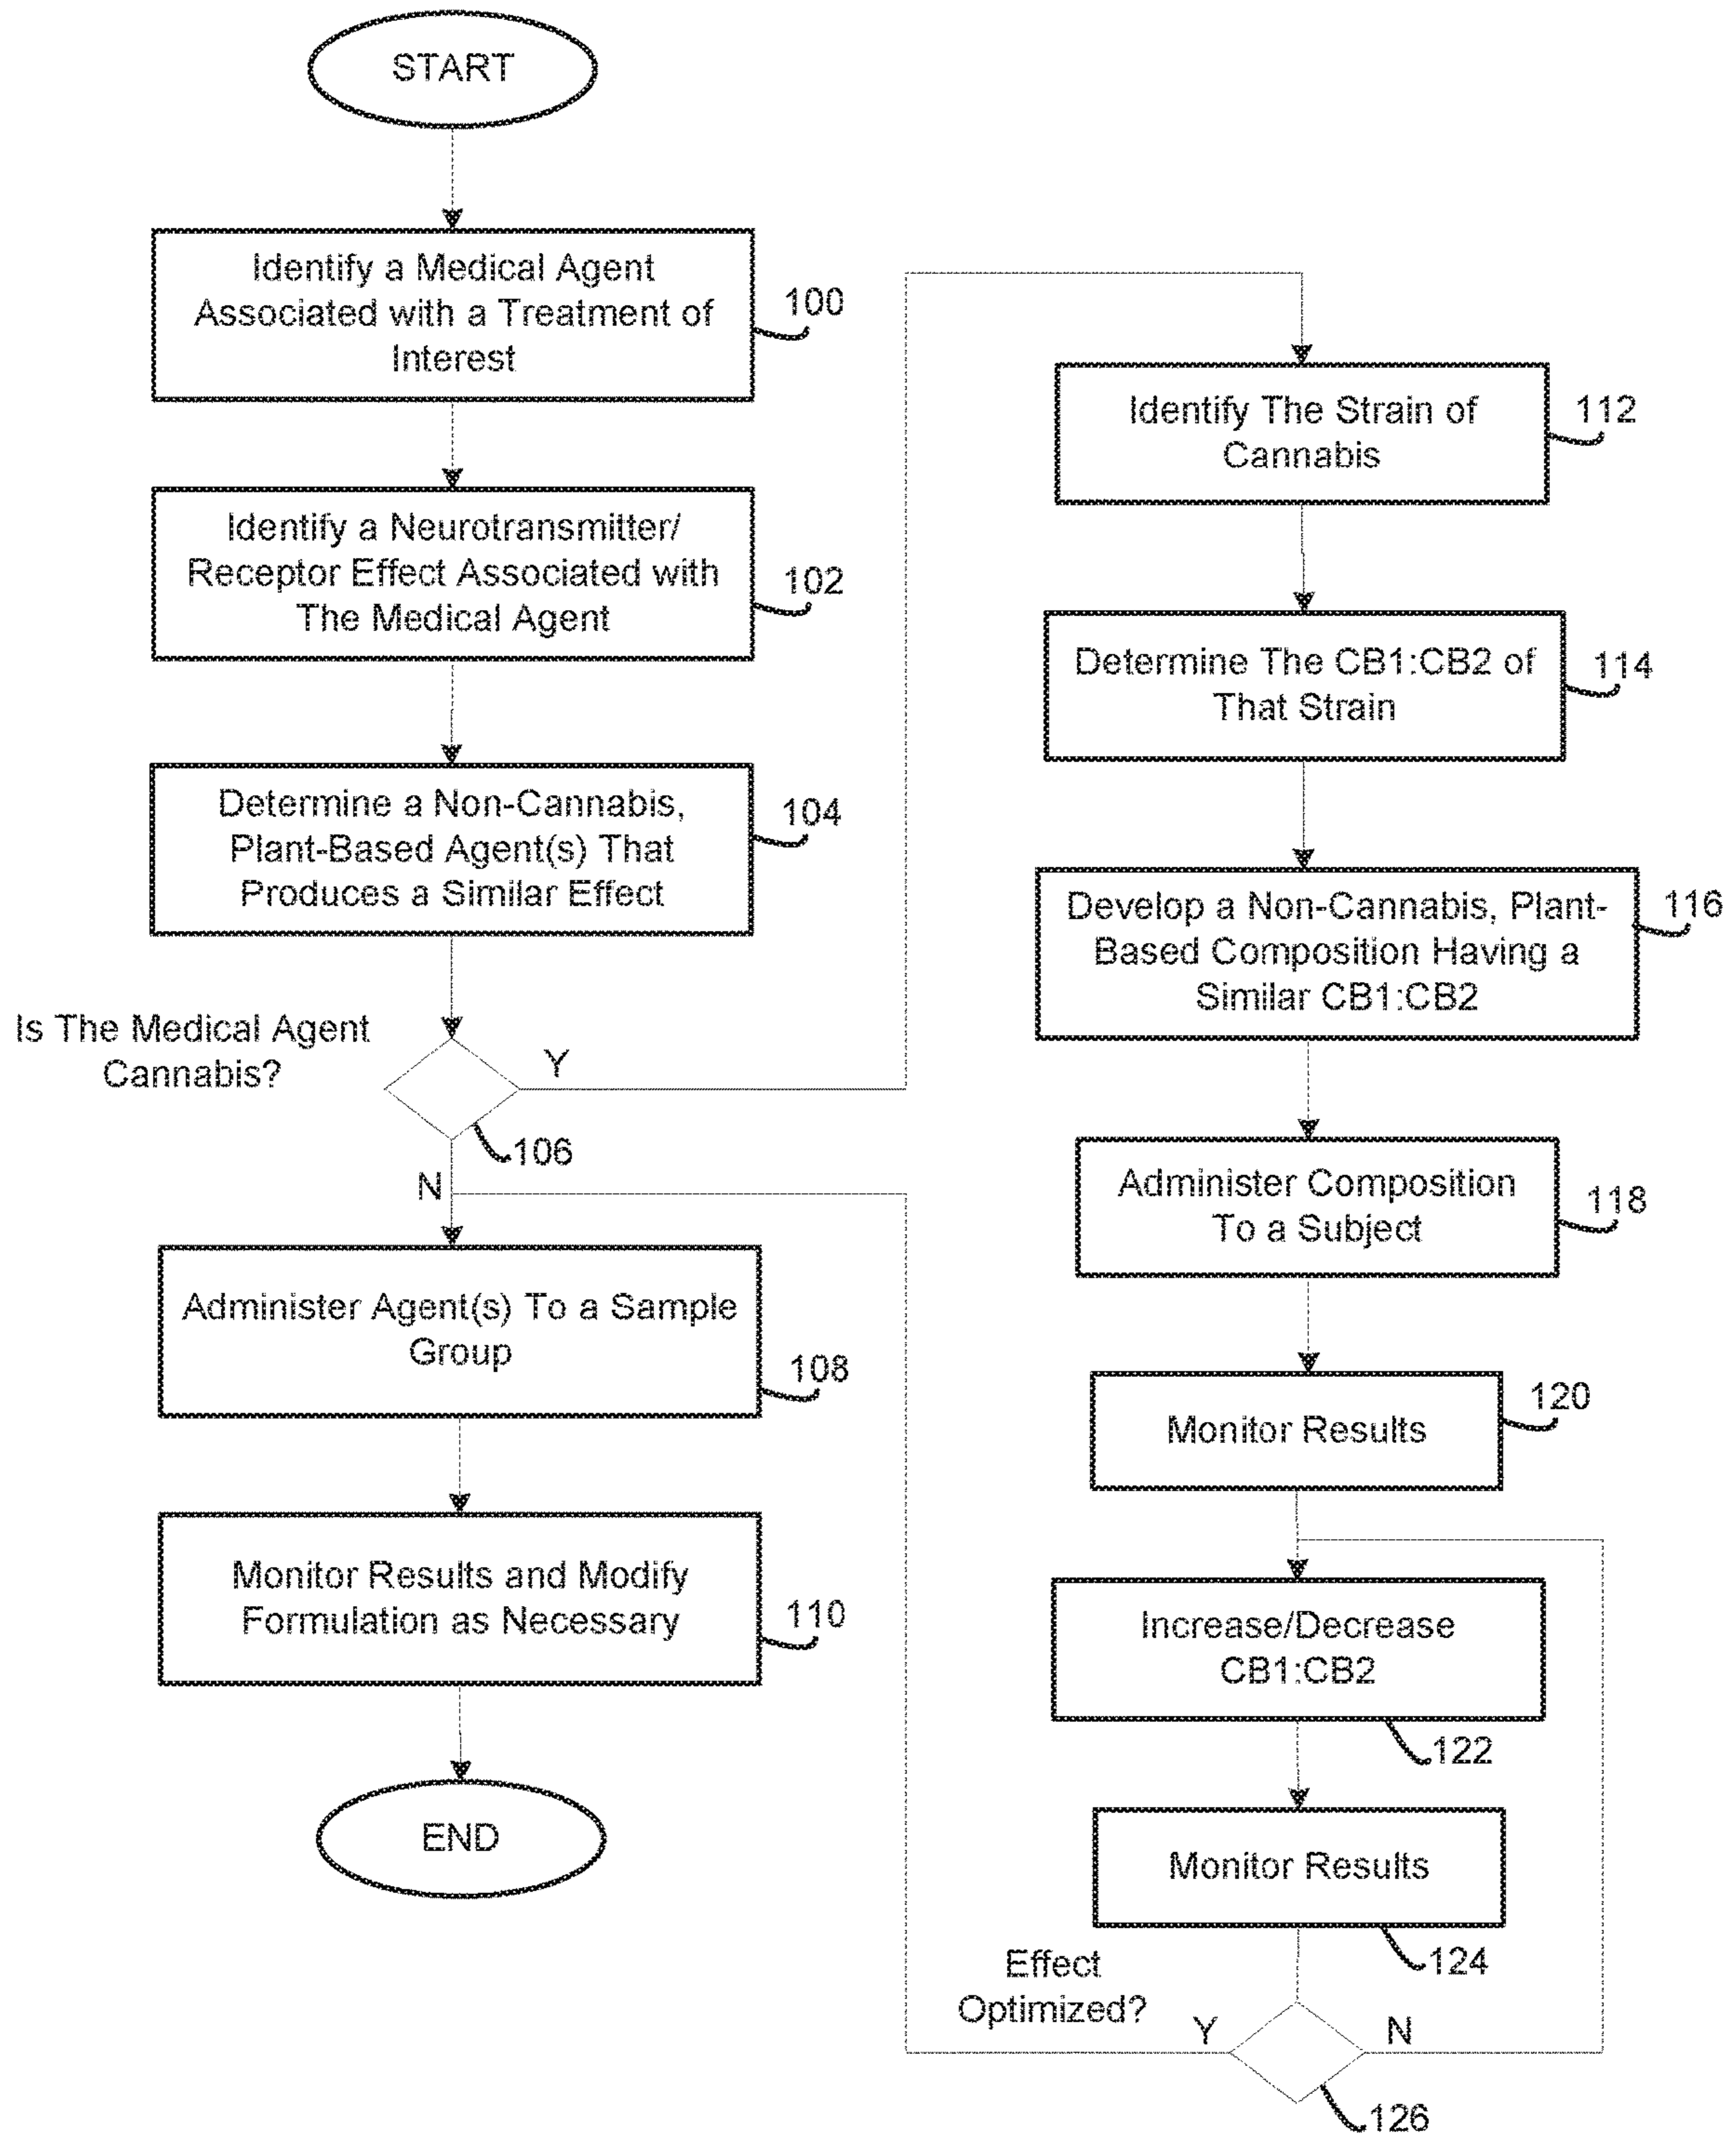 START
Identify a Medical Agent
Associated with a Treatment of
Interest
100
Identify a Neurotransmitter/
Receptor Effect Associated with
The Medical Agent
102
Determine a Non-Cannabis,
Plant-Based Agent(s) That
Produces a Similar Effect
104
Is The Medical Agent
Cannabis?
Y
106
N
Administer Agent(s) To a Sample
Group
108
Monitor Results and Modify
Formulation as Necessary
110
END
Identify The Strain of
Cannabis
112
Determine The CB1:CB2 of
That Strain
114
Develop a Non-Cannabis, Plant-
Based Composition Having a
Similar CB1:CB2
116
Administer Composition
To a Subject
118
Monitor Results
120
Increase/Decrease
CB1:CB2
122
Monitor Results
124
Effect
Optimized?
Y
N
126